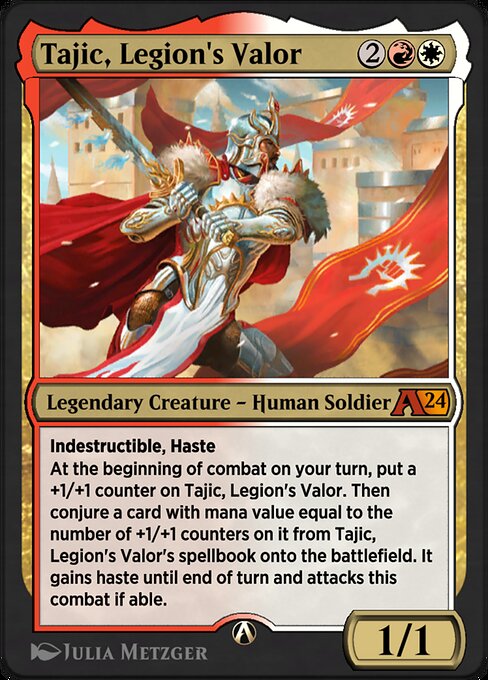 Tajic, Legion's Valor 2
Legendary Creature – Human Soldier A24
Indestructible, Haste
At the beginning of combat on your turn, put a
+1/+1 counter on Tajic, Legion's Valor. Then
conjure a card with mana value equal to the
number of +1/+1 counters on it from Tajic,
Legion's Valor's spellbook onto the battlefield. It
gains haste until end of turn and attacks this
combat if able.
1/1
Julia Metzger